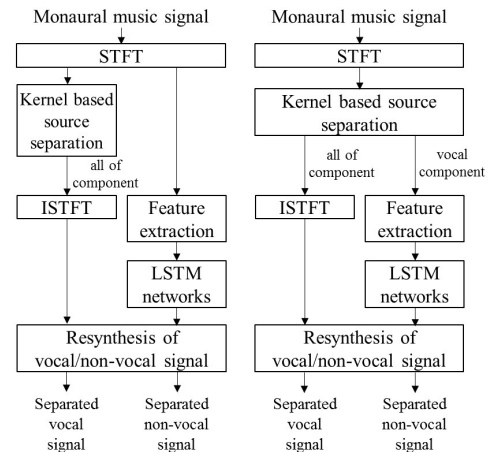 Monaural music signal
STFT
Kernel based
source
separation
all of
component
ISTFT
Feature
extraction
LSTM
networks
Resynthesis of
vocal/non-vocal signal
Separated
vocal
signal
Separated
non-vocal
signal
Monaural music signal
STFT
Kernel based source
separation
all of
component
vocal
component
ISTFT
Feature
extraction
LSTM
networks
Resynthesis of
vocal/non-vocal signal
Separated
vocal
signal
Separated
non-vocal
signal